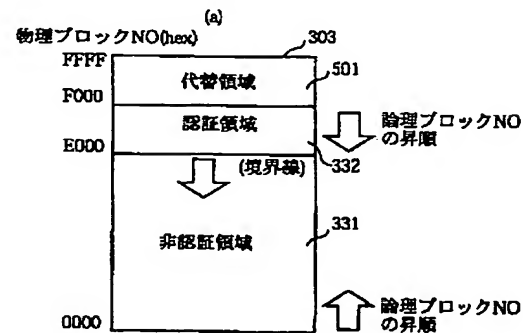 (a)
物理ブロックNO(hex)
303
FFFF
代替領域
501
F000
認証領域
論理ブロックNO
の昇順
E000
(境界線)
332
非認証領域
331
論理ブロックNO
の昇順
0000